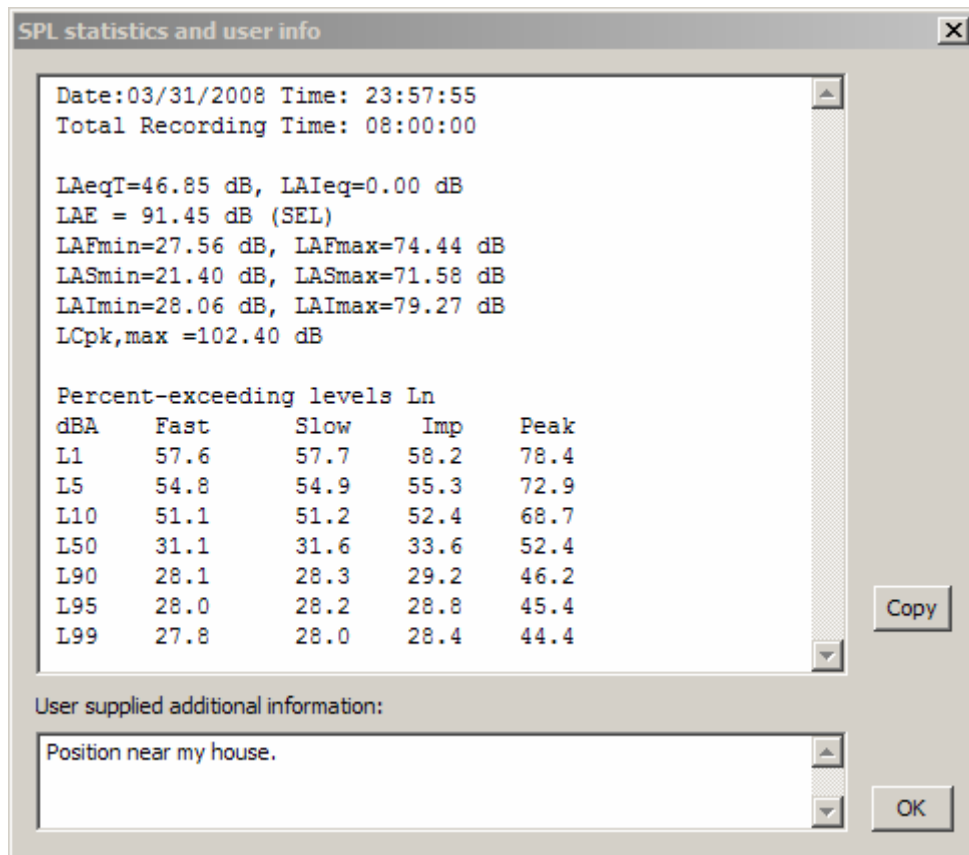 SPL statistics and user info
Date:03/31/2008 Time: 23:57:55
Total Recording Time: 08:00:00
LAeqT=46.85 dB, LAIeq=0.00 dB
LAE = 91.45 dB (SEL)
LAFmin=27.56 dB, LAFmax=74.44 dB
LASmin=21.40 dB, LASmax=71.58 dB
LAImin=28.06 dB, LAImax=79.27 dB
LCpk,max =102.40 dB
Percent-exceeding levels Ln
dBA Fast Slow Imp Peak
L1 57.6 57.7 58.2 78.4
L5 54.8 54.9 55.3 72.9
L10 51.1 51.2 52.4 68.7
L50 31.1 31.6 33.6 52.4
L90 28.1 28.3 29.2 46.2
L95 28.0 28.2 28.8 45.4
L99 27.8 28.0 28.4 44.4
Copy
User supplied additional information:
Position near my house.
OK